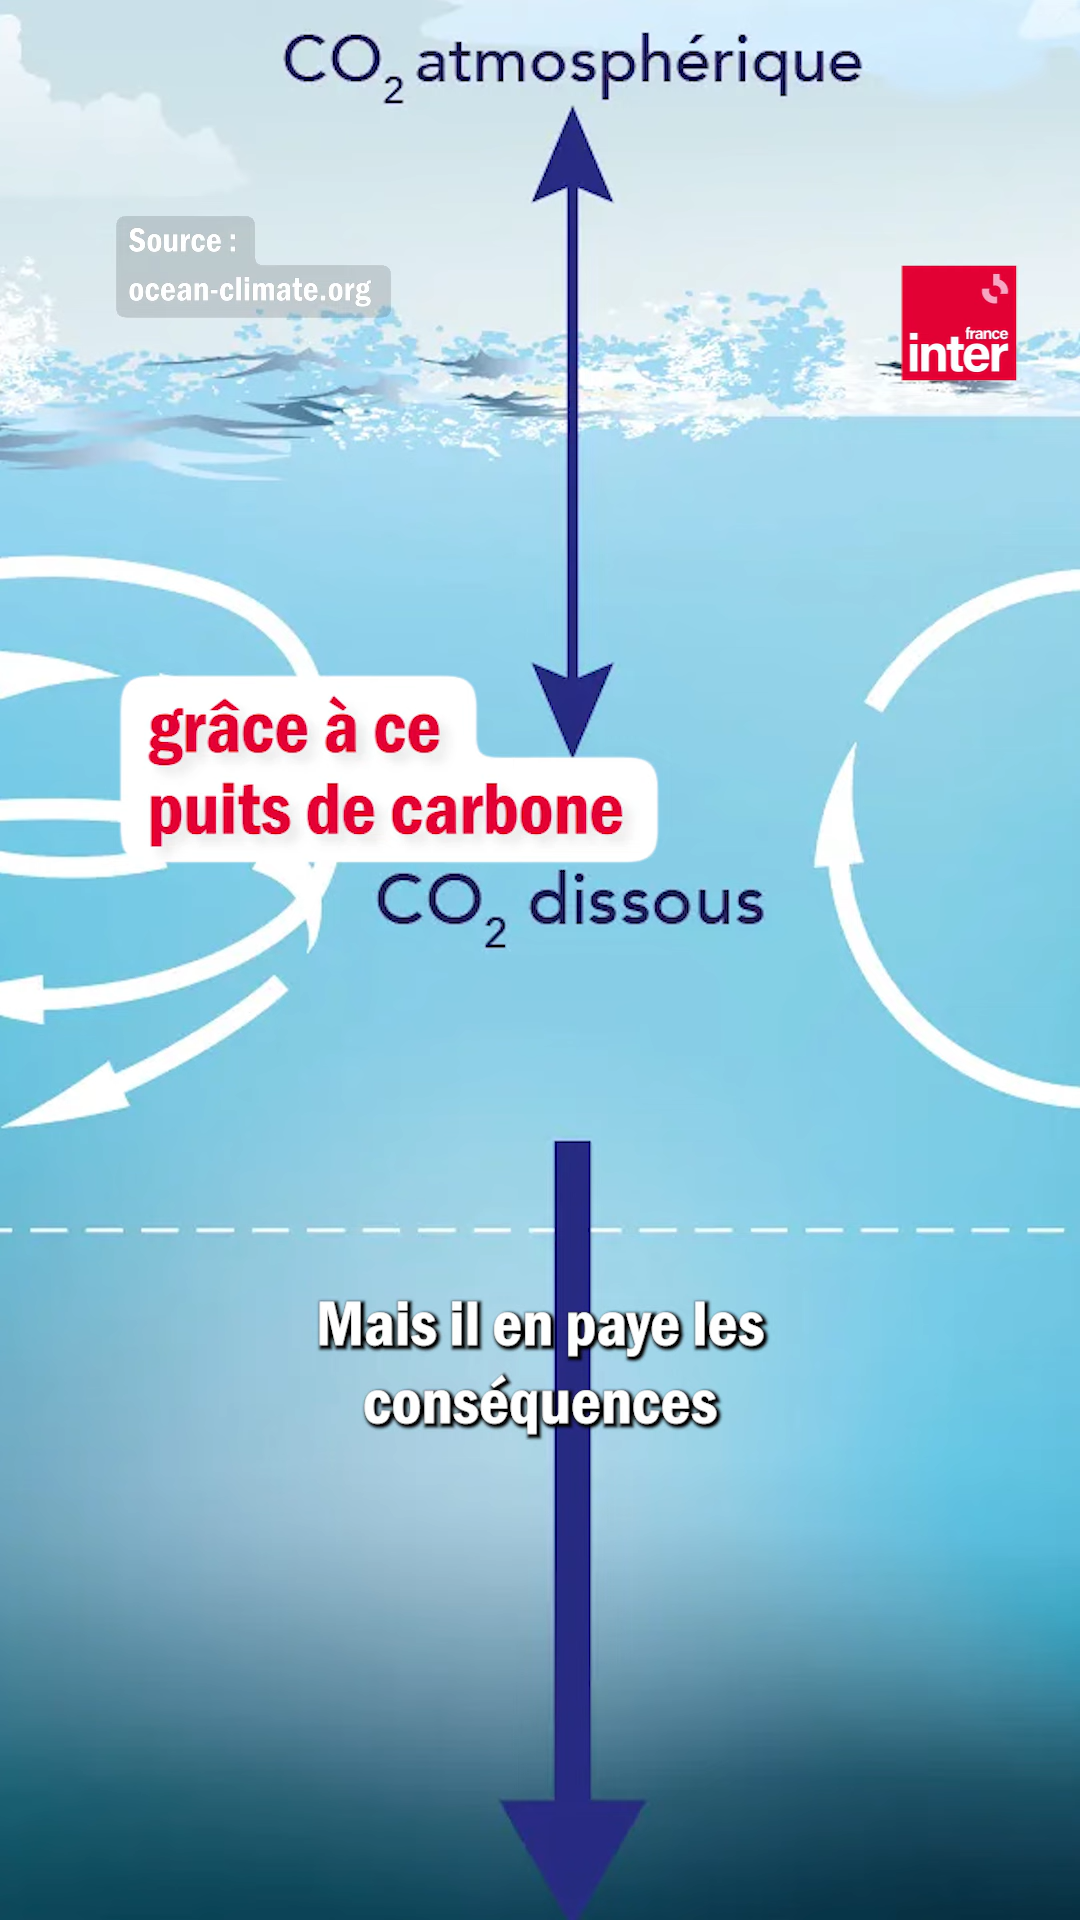 CO₂ atmosphérique
Source :
ocean-climate.org
france
inter
grâce à ce
puits de carbone
CO₂ dissous
Mais il en paye les
conséquences